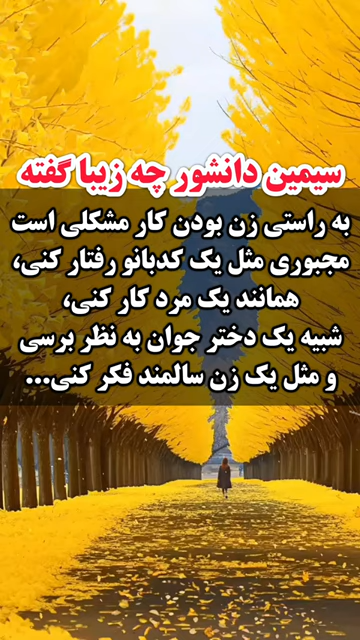 سیمین دانشور چه زیبا گفته
به راستی زن بودن کار مشکلی است
مجبوری مثل یک کدبانو رفتار کنی،
همانند یک مرد کار کنی،
شبیه یک دختر جوان به نظر برسی
و مثل یک زن سالمند فکر کنی...